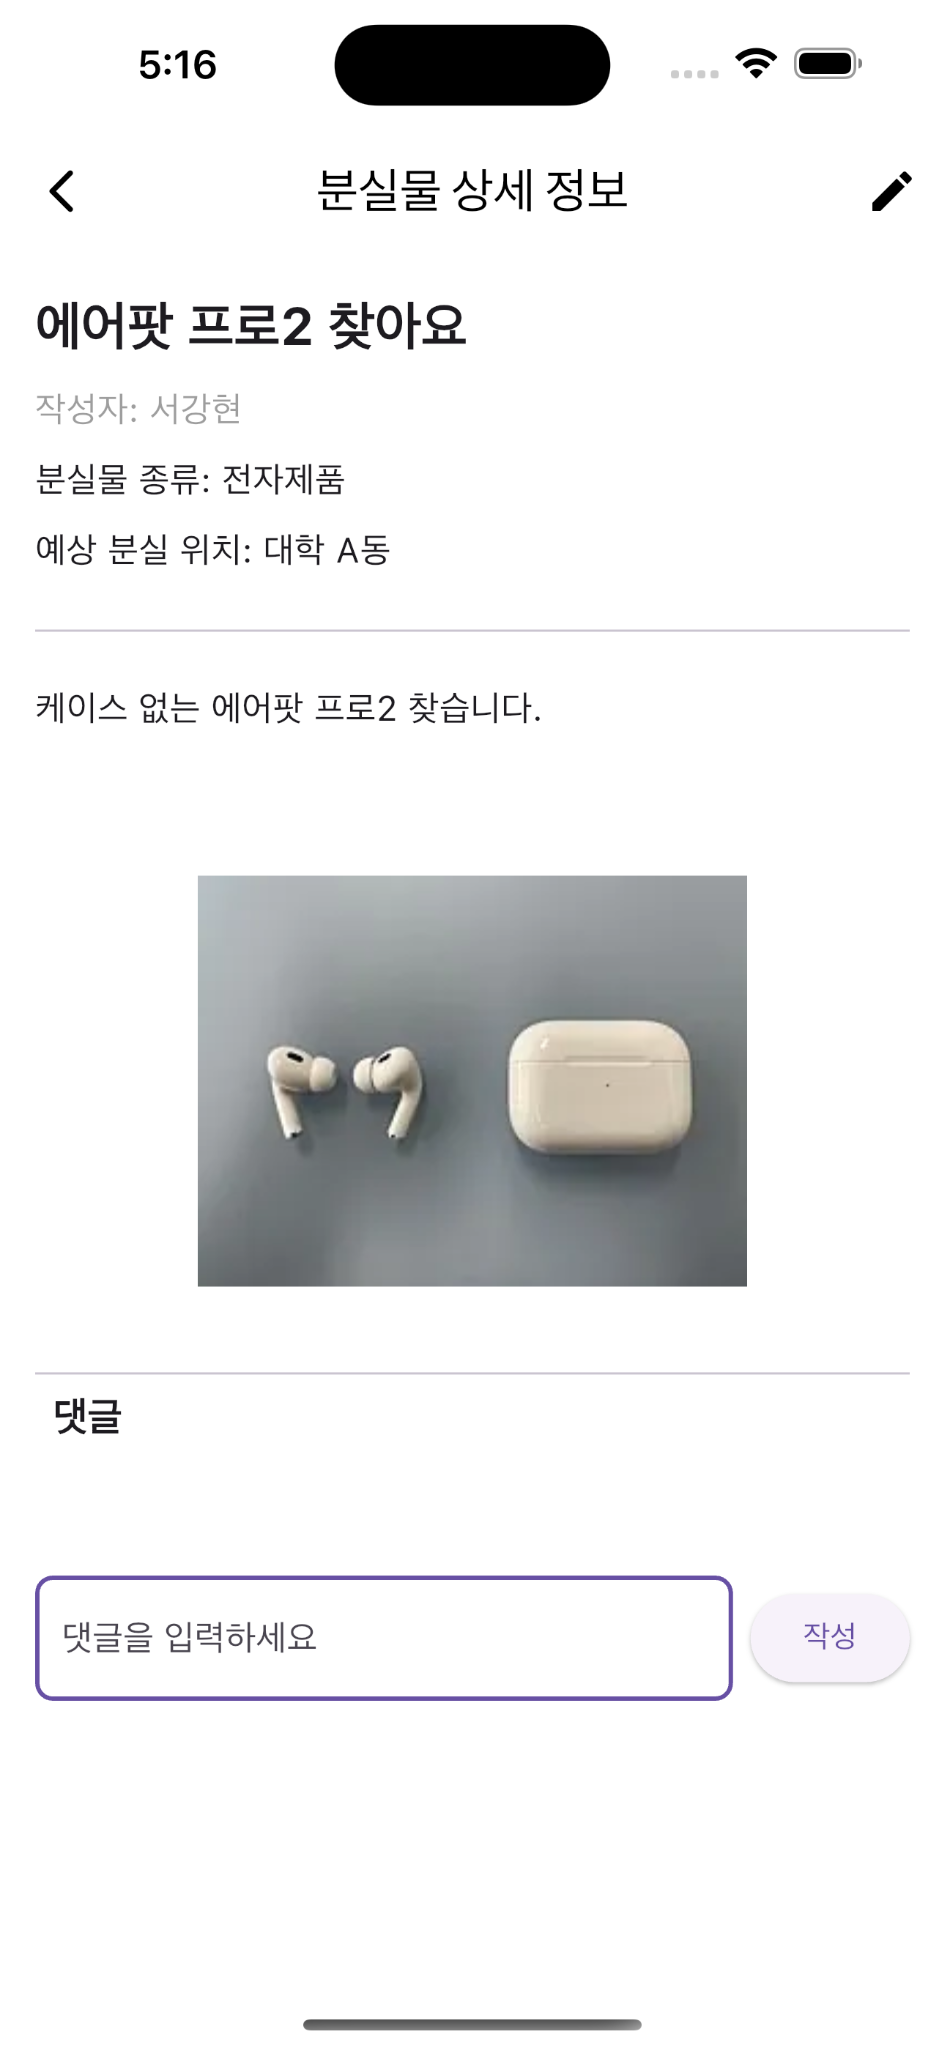 5:16
분실물 상세 정보
에어팟 프로2 찾아요
작성자: 서강현
분실물 종류: 전자제품
예상 분실 위치: 대학 A동
케이스 없는 에어팟 프로2 찾습니다.
댓글
댓글을 입력하세요
작성